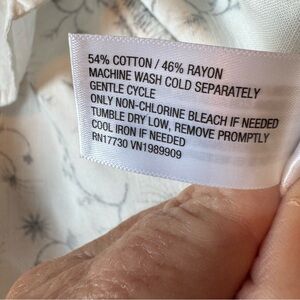 54% COTTON / 46% RAYON
MACHINE WASH COLD SEPARATELY
GENTLE CYCLE
ONLY NON-CHLORINE BLEACH IF NEEDED
TUMBLE DRY LOW, REMOVE PROMPTLY
COOL IRON IF NEEDED
RN17730 VN1989909